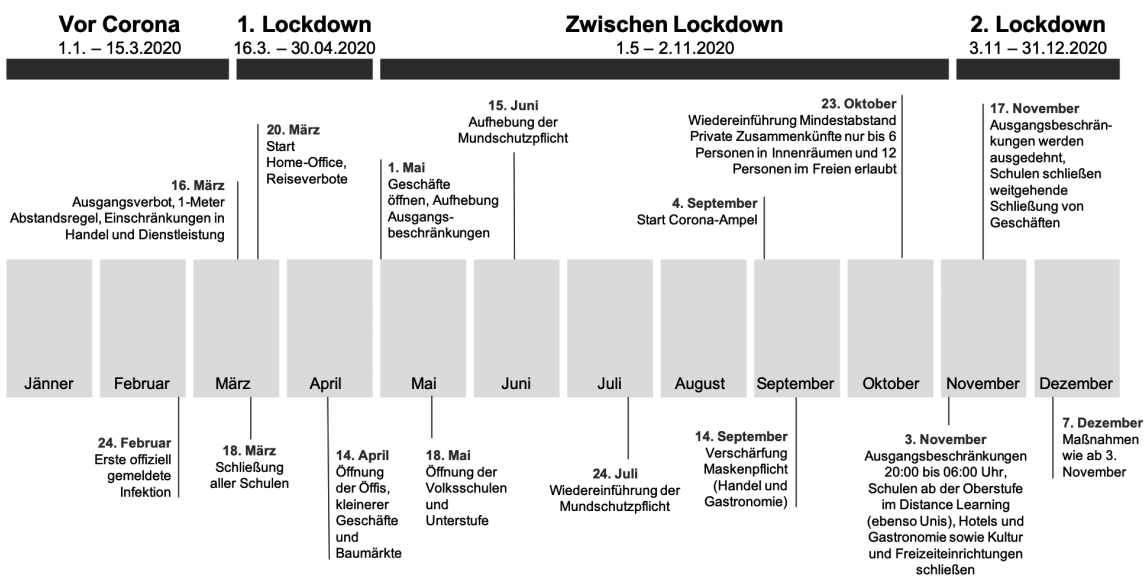 Vor Corona
1.1. – 15.3.2020
1. Lockdown
16.3. – 30.04.2020
Zwischen Lockdown
1.5 – 2.11.2020
2. Lockdown
3.11 – 31.12.2020
16. März
Ausgangsverbot, 1-Meter
Abstandsregel, Einschränkungen in
Handel und Dienstleistung
20. März
Start
Home-Office,
Reiseverbote
1. Mai
Geschäfte
öffnen, Aufhebung
Ausgangs-
beschränkungen
15. Juni
Aufhebung der
Mundschutzpflicht
4. September
Start Corona-Ampel
23. Oktober
Wiedereinführung Mindestabstand
Private Zusammenkünfte nur bis 6
Personen in Innenräumen und 12
Personen im Freien erlaubt
17. November
Ausgangsbeschrän-
kungen werden
ausgedehnt,
Schulen schließen
weitgehende
Schließung von
Geschäften
Jänner
Februar
März
April
Mai
Juni
Juli
August
September
Oktober
November
Dezember
24. Februar
Erste offiziell
gemeldete
Infektion
18. März
Schließung
aller Schulen
14. April
Öffnung
der Öffis,
kleinerer
Geschäfte
und
Baumärkte
18. Mai
Öffnung der
Volksschulen
und
Unterstufe
24. Juli
Wiedereinführung der
Mundschutzpflicht
14. September
Verschärfung
Maskenpflicht
(Handel und
Gastronomie)
3. November
Ausgangsbeschränkungen
20:00 bis 06:00 Uhr,
Schulen ab der Oberstufe
im Distance Learning
(ebenso Unis), Hotels und
Gastronomie sowie Kultur
und Freizeiteinrichtungen
schließen
7. Dezember
Maßnahmen
wie ab 3.
November